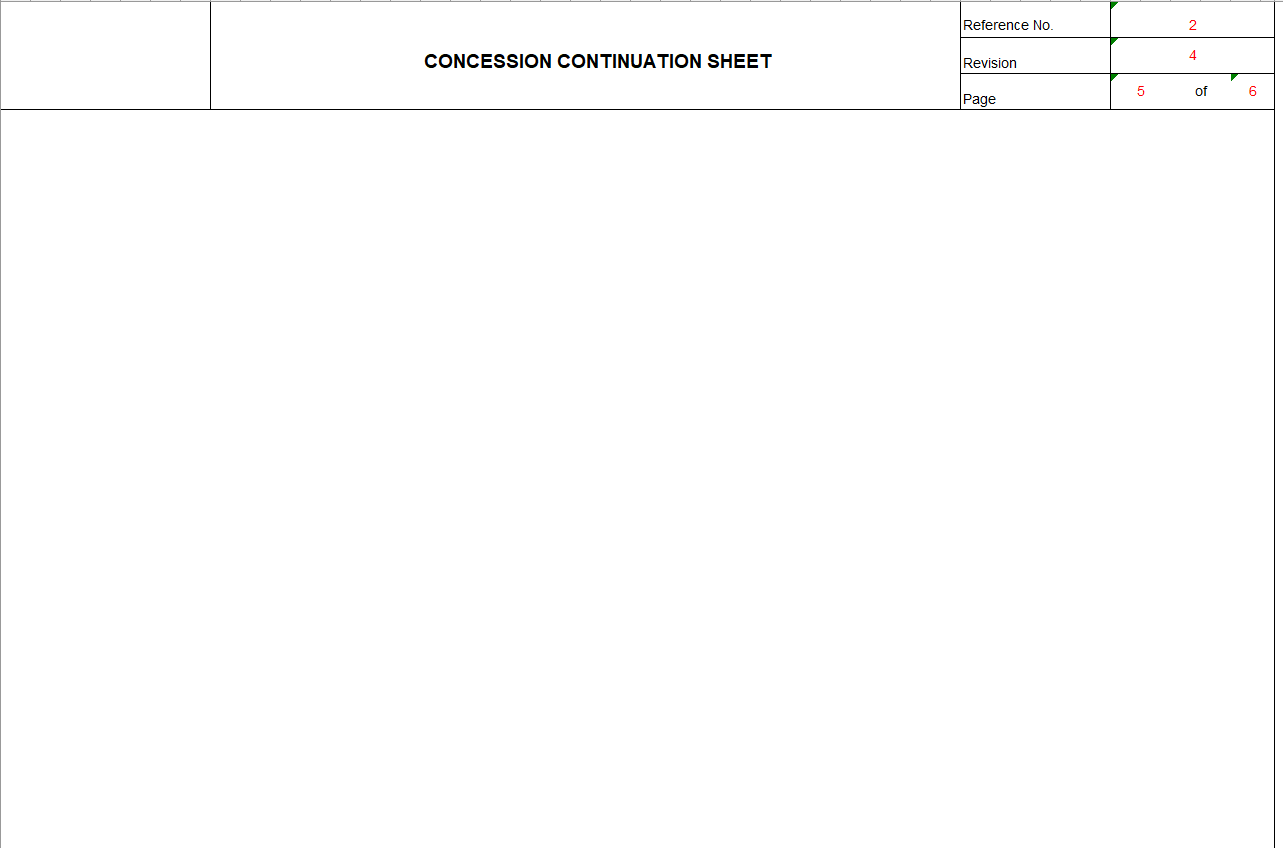 CONCESSION CONTINUATION SHEET
Reference No. 2
Revision 4
Page 5 of 6